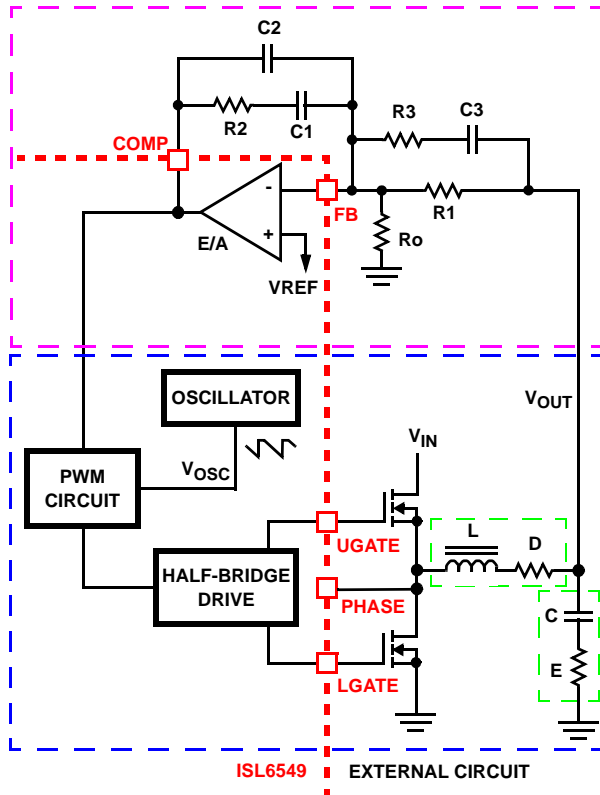 C2
R2
C1
R3
C3
COMP
-
+
E/A
FB
R1
Ro
VREF
OSCILLATOR
VOUT
VIN
PWM
CIRCUIT
VOSC
UGATE
L
D
HALF-BRIDGE
DRIVE
PHASE
C
E
LGATE
ISL6549
EXTERNAL CIRCUIT